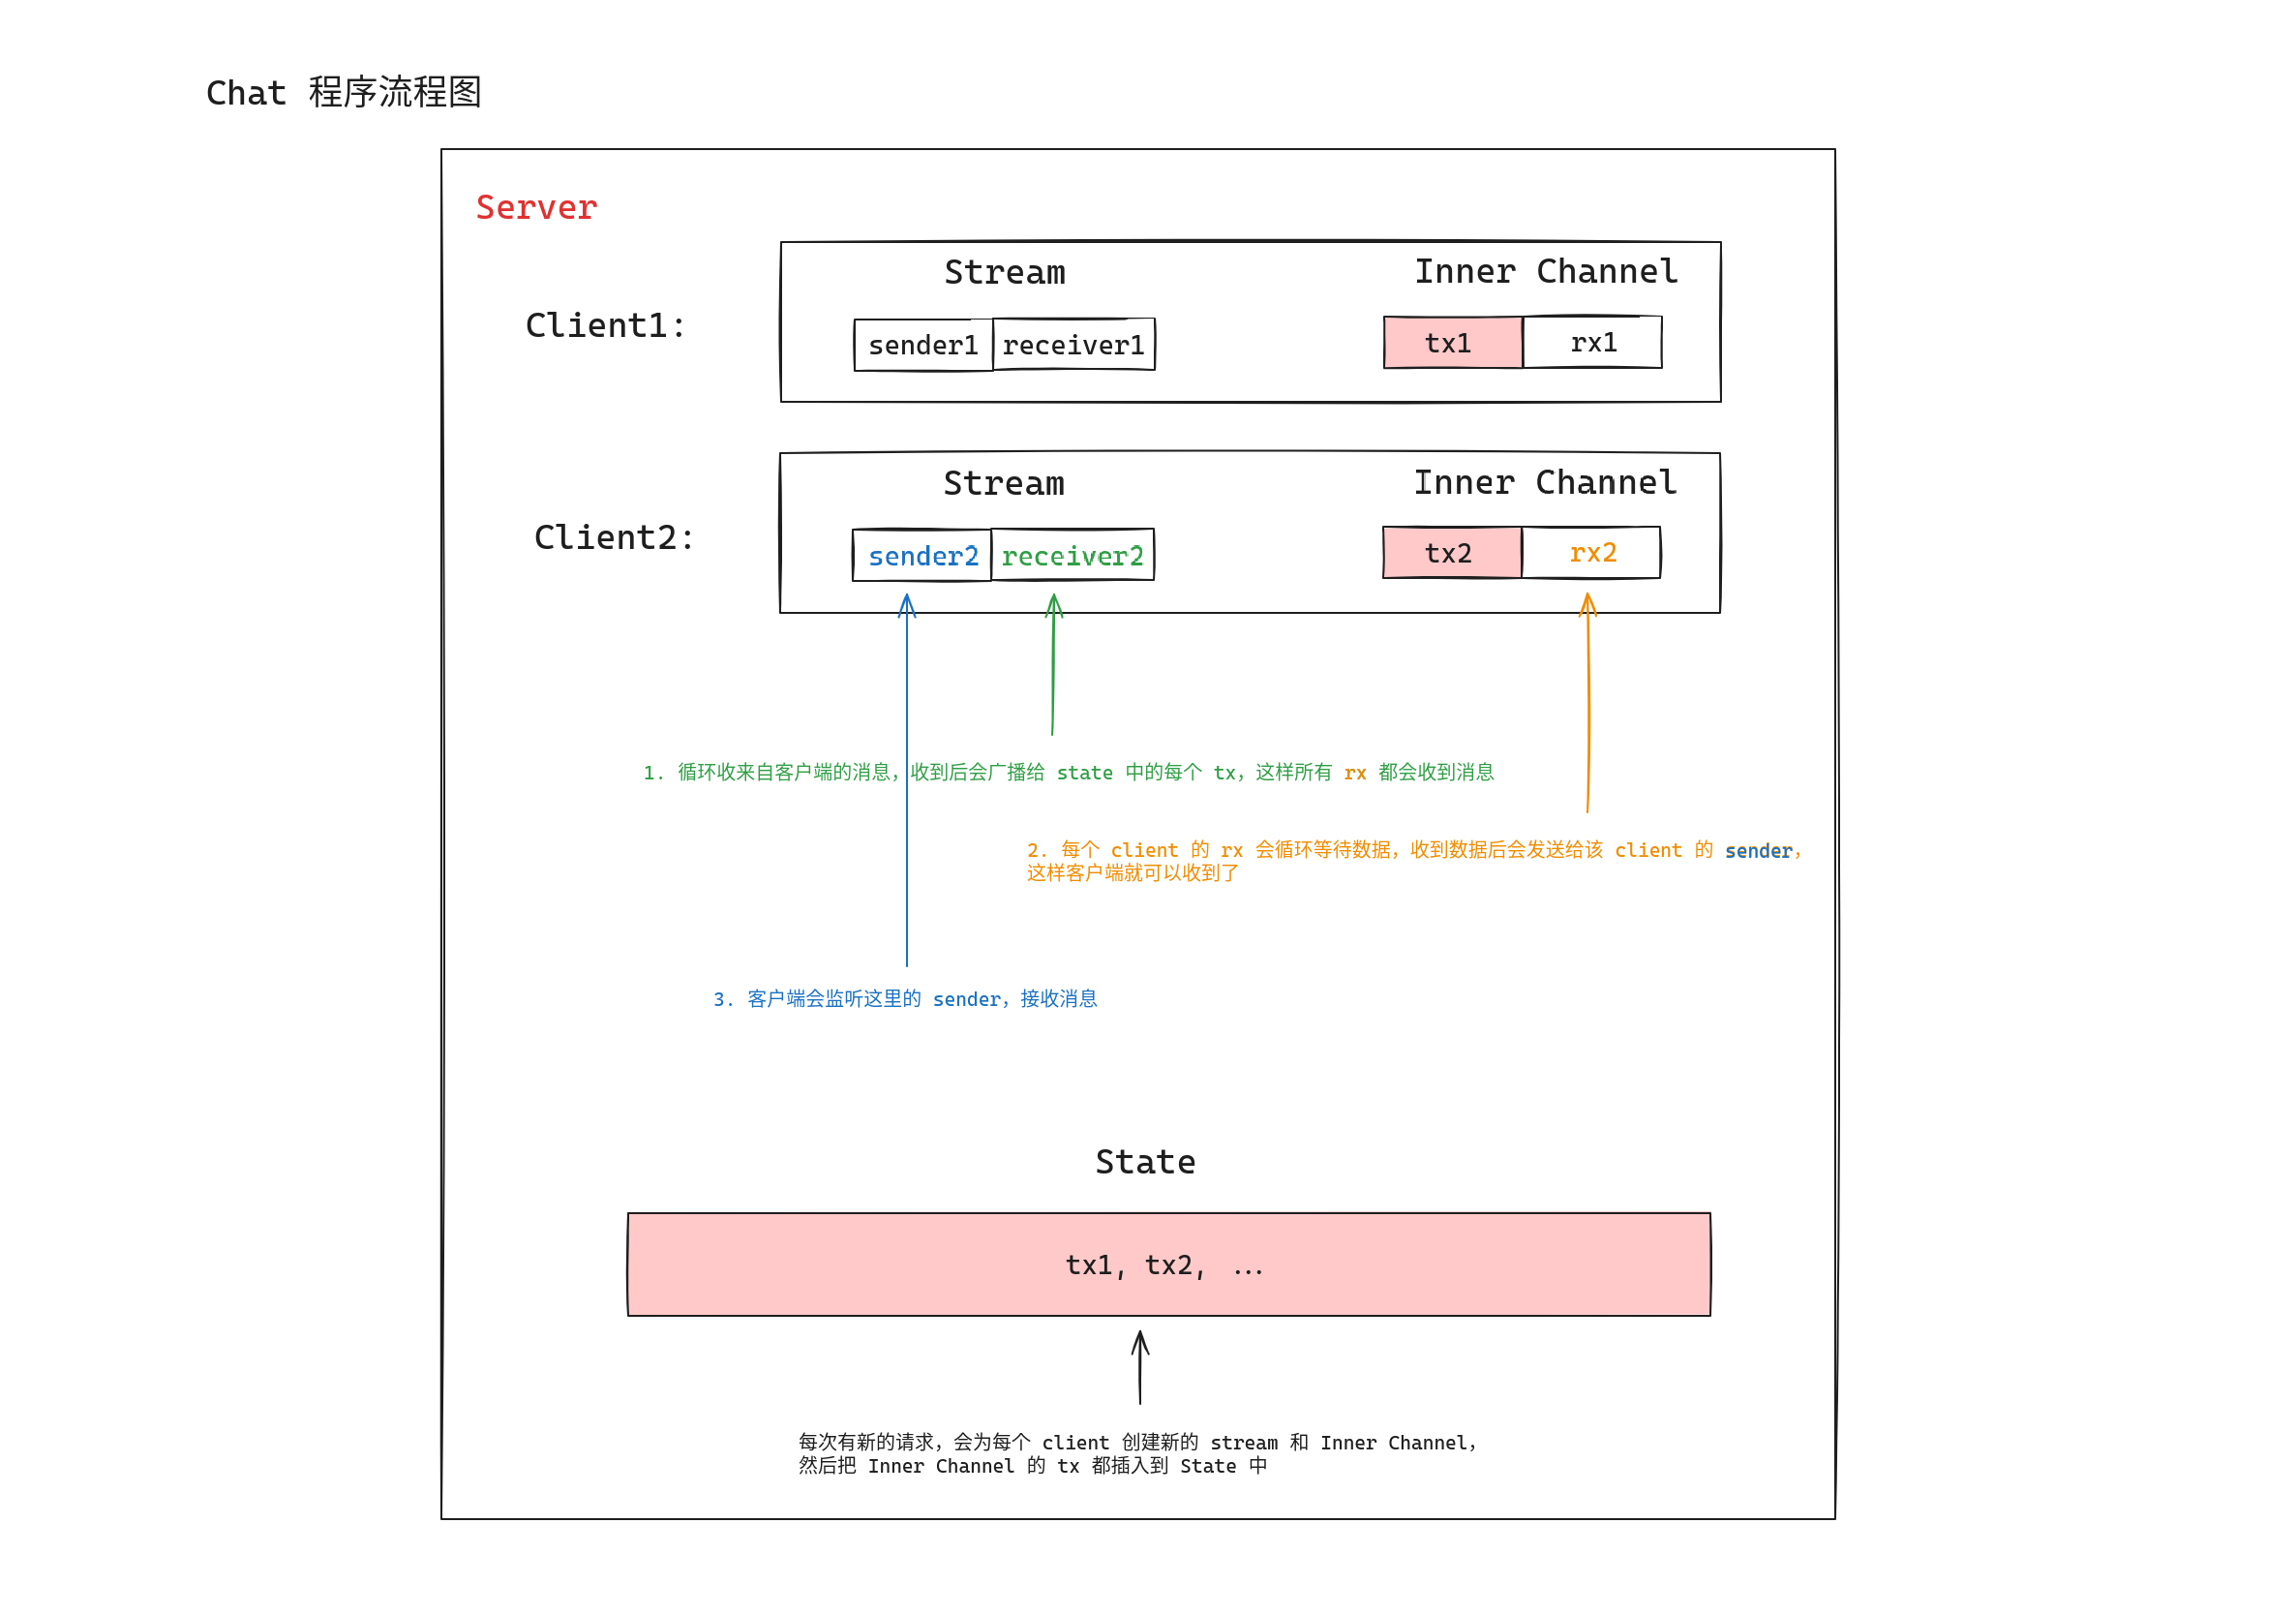 Chat 程序流程图
Server
Stream
Inner Channel
Client1:
sender1
receiver1
tx1
rx1
Stream
Inner Channel
Client2:
sender2
receiver2
tx2
rx2
1. 循环收来自客户端的消息，收到后会广播给 state 中的每个 tx，这样所有 rx 都会收到消息
2. 每个 client 的 rx 会循环等待数据，收到数据后会发送给该 client 的 sender，
这样客户端就可以收到了
3. 客户端会监听这里的 sender，接收消息
State
tx1, tx2, ...
每次有新的请求，会为每个 client 创建新的 stream 和 Inner Channel，
然后把 Inner Channel 的 tx 都插入到 State 中